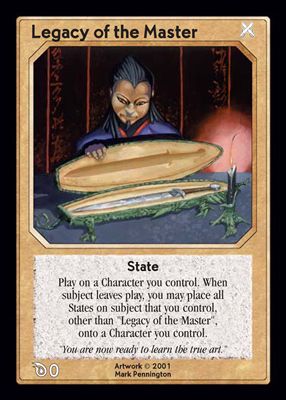 Legacy of the Master
State
Play on a Character you control. When
subject leaves play, you may place all
States on subject that you control,
other than "Legacy of the Master",
onto a Character you control.
You are now ready to learn the true art.
0
Artwork © 2001
Mark Pennington